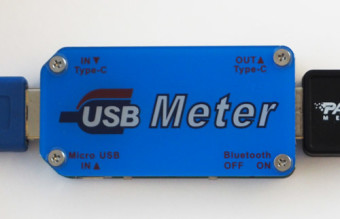 IN ▼
Type-C
OUT ▲
Type-C
USB Meter
Micro USB
IN ▲
Bluetooth
OFF ON